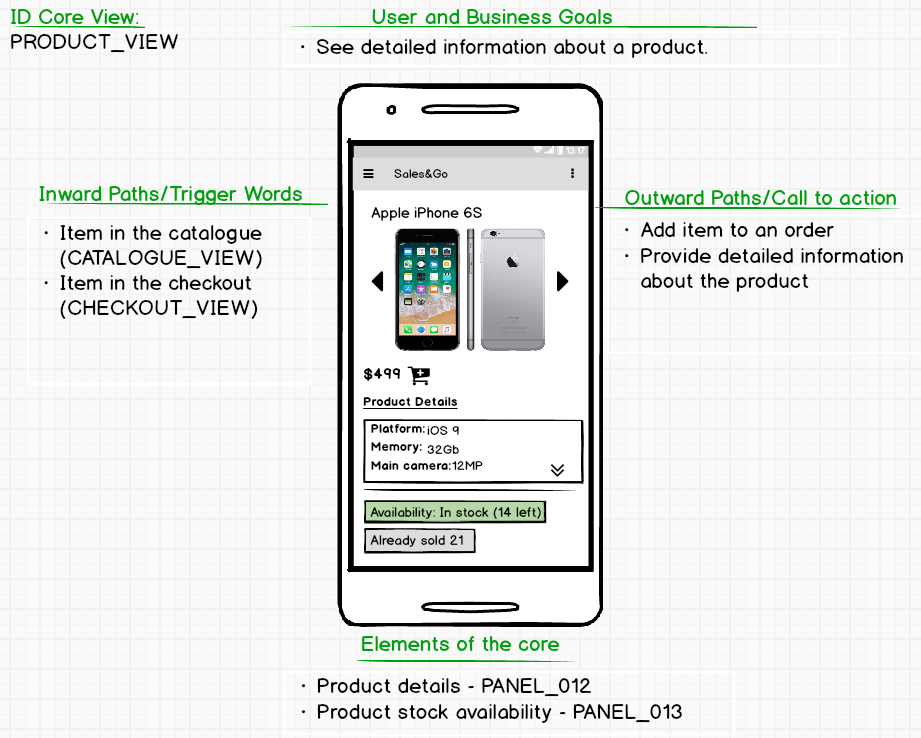 ID Core View:
PRODUCT_VIEW
User and Business Goals
· See detailed information about a product.
Inward Paths/Trigger Words
· Item in the catalogue
(CATALOGUE_VIEW)
· Item in the checkout
(CHECKOUT_VIEW)
13:17
Sales&Go
Apple iPhone 6S
$499
Product Details
Platform: iOS 9
Memory: 32Gb
Main camera: 12MP
Availability: In stock (14 left)
Already sold 21
Outward Paths/Call to action
· Add item to an order
· Provide detailed information
about the product
Elements of the core
· Product details - PANEL_012
· Product stock availability - PANEL_013